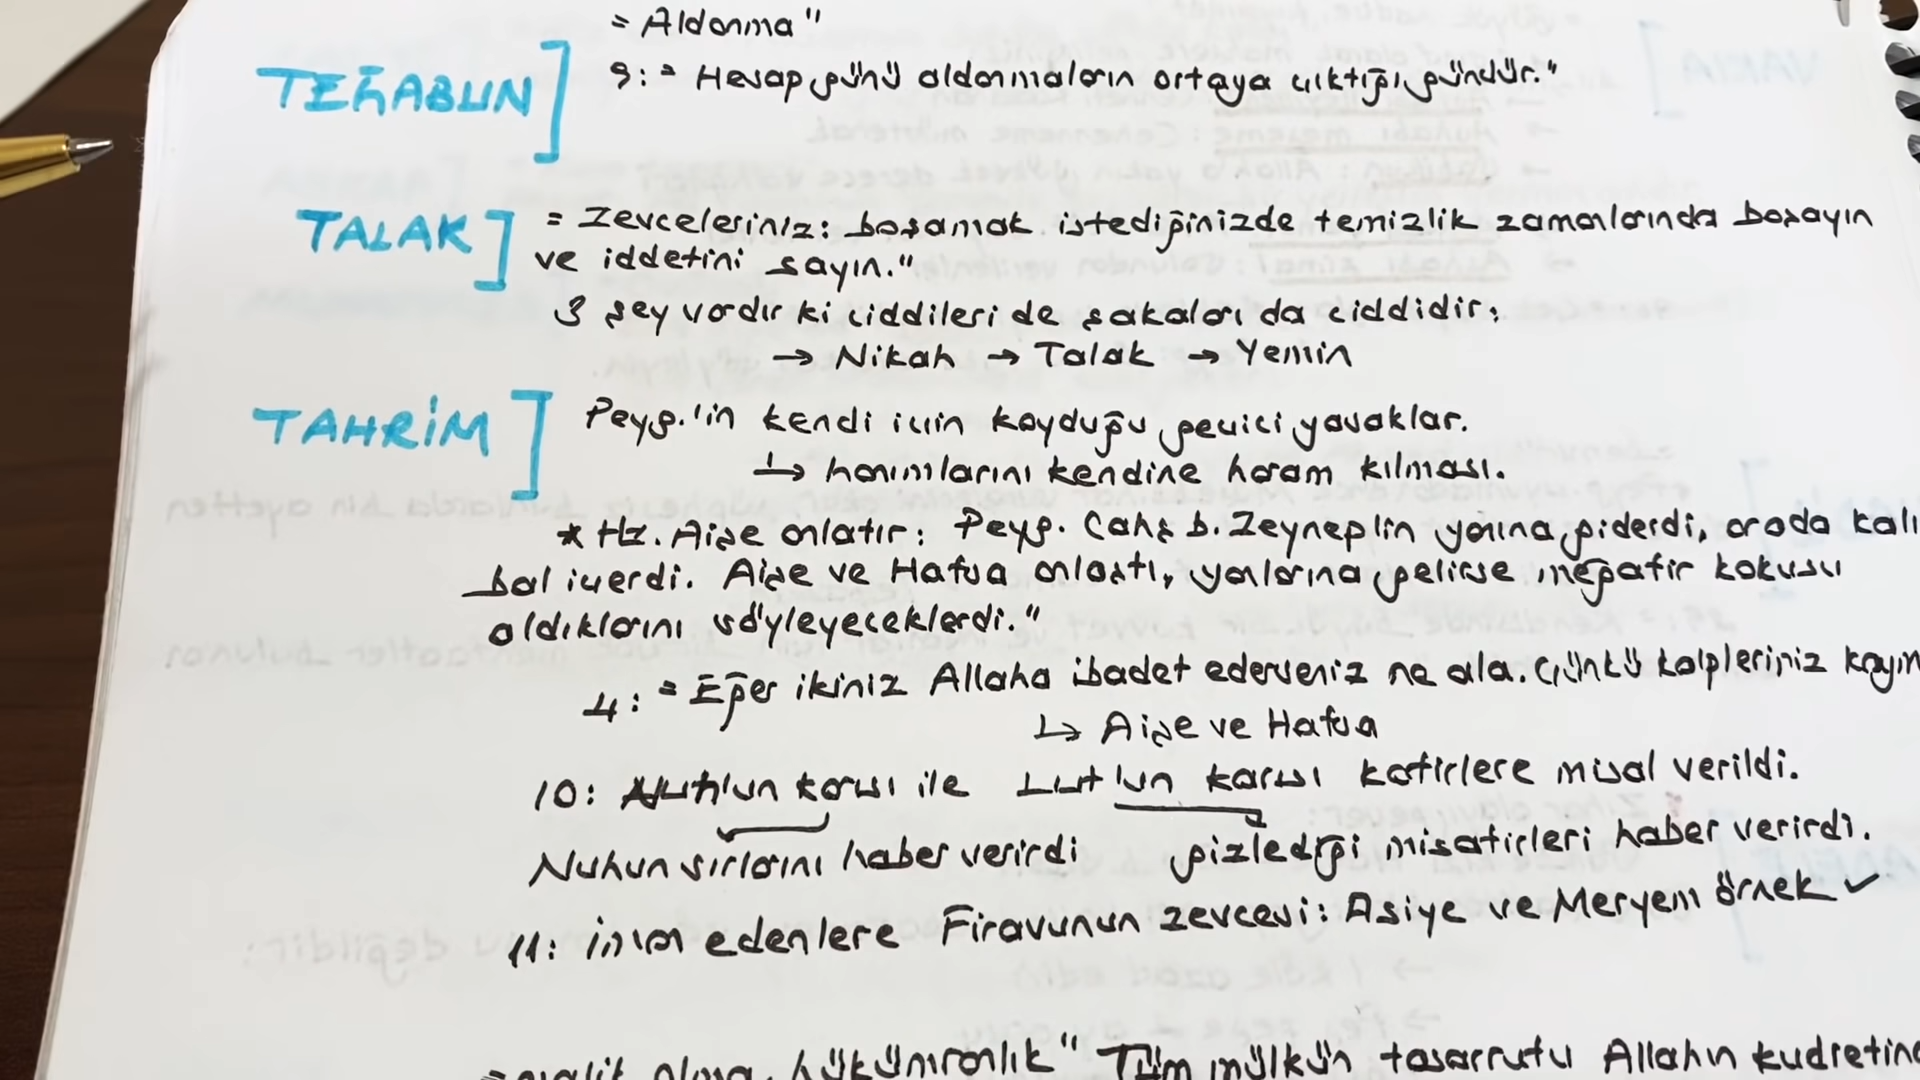 "Aldanma"
TEĞABUN] 9: "Hesap günü aldanmaların ortaya çıktığı gündür."
TALAK] "Zevcelerinizi boşamak istediğinizde temizlik zamanlarında boşayın
ve iddetini sayın."
3 şey vardır ki ciddileri de şakaları da ciddidir;
→ Nikah → Talak → Yemin
TAHRİM] Peyg.'in kendi için koyduğu geçici yasaklar.
↳ hanımlarını kendine haram kılması.
* Hz. Aişe anlatır: Peyg. Cahş b. Zeynep'in yanına giderdi, orada kalı
bal içerdi. Aişe ve Hafsa anlaştı, yanlarına gelirse megafir kokusu
aldıklarını söyleyeceklerdi."
4: "Eğer ikiniz Allaha ibadet ederseniz ne ala. Çünkü kalpleriniz kaym
↳ Aişe ve Hafsa
10: Nuh'un karısı ile Lut'un karısı kafirlere misal verildi.
Nuhun sırlarını haber verirdi gizlediği misafirleri haber verirdi.
11: iman edenlere Firavunun zevcesi: Asiye ve Meryem örnek ✓
olma, hükümranlık" Tüm mülkün tasarrufu Allahın kudretine